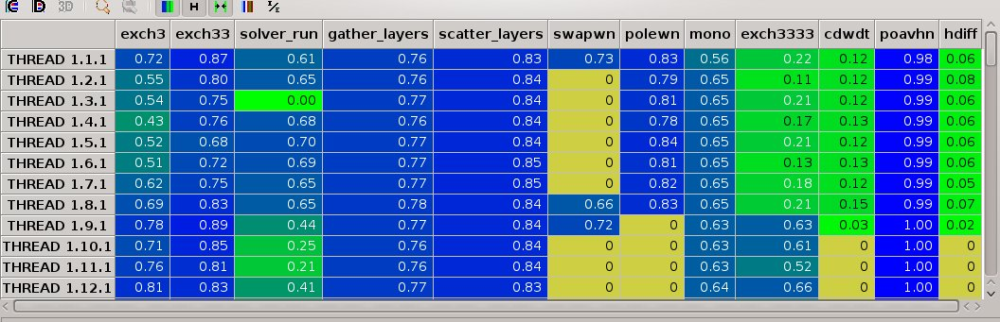 C D 3D H ½
exch3 exch33 solver_run gather_layers scatter_layers swapwn polewn mono exch3333 cdwdt poavhn hdiff
THREAD 1.1.1 0.72 0.87 0.61 0.76 0.83 0.73 0.83 0.56 0.22 0.12 0.98 0.06
THREAD 1.2.1 0.55 0.80 0.65 0.76 0.84 0 0.79 0.65 0.11 0.12 0.99 0.08
THREAD 1.3.1 0.54 0.75 0.00 0.77 0.84 0 0.81 0.65 0.21 0.12 0.99 0.06
THREAD 1.4.1 0.43 0.76 0.68 0.76 0.84 0 0.78 0.65 0.17 0.13 0.99 0.06
THREAD 1.5.1 0.52 0.68 0.70 0.77 0.84 0 0.84 0.65 0.21 0.12 0.99 0.06
THREAD 1.6.1 0.51 0.72 0.69 0.77 0.85 0 0.81 0.65 0.13 0.13 0.99 0.06
THREAD 1.7.1 0.62 0.75 0.65 0.77 0.85 0 0.82 0.65 0.18 0.12 0.99 0.05
THREAD 1.8.1 0.69 0.83 0.65 0.78 0.84 0.66 0.83 0.65 0.21 0.15 0.99 0.07
THREAD 1.9.1 0.78 0.89 0.44 0.77 0.84 0.72 0 0.63 0.63 0.03 1.00 0.02
THREAD 1.10.1 0.71 0.85 0.25 0.76 0.84 0 0 0.63 0.61 0 1.00 0
THREAD 1.11.1 0.76 0.81 0.21 0.76 0.84 0 0 0.63 0.52 0 1.00 0
THREAD 1.12.1 0.81 0.83 0.41 0.77 0.83 0 0 0.64 0.66 0 1.00 0